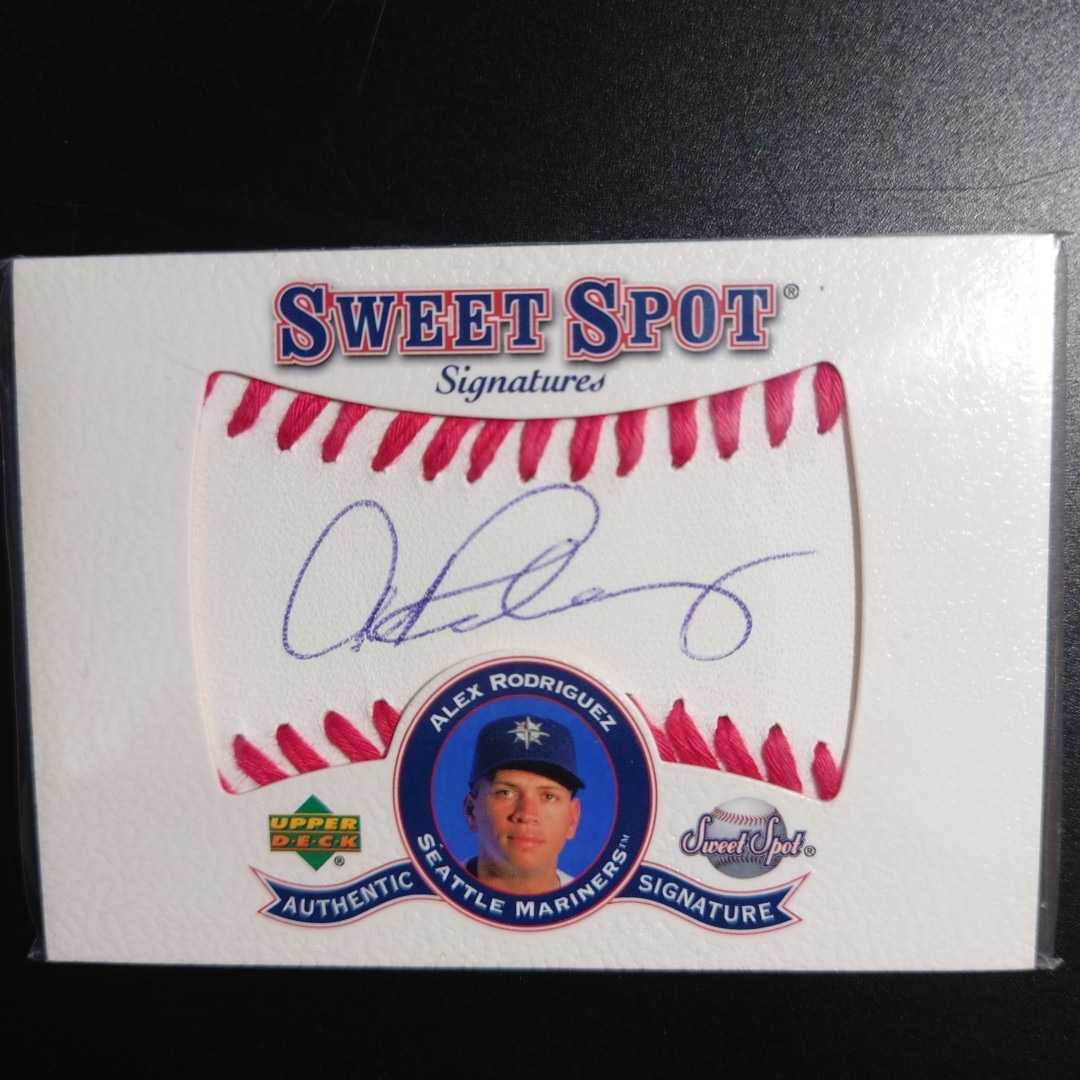 SWEET SPOT®
Signatures
ALEX RODRIGUEZ
SEATTLE MARINERS™
UPPER
DECK®
Sweet Spot®
AUTHENTIC
SIGNATURE